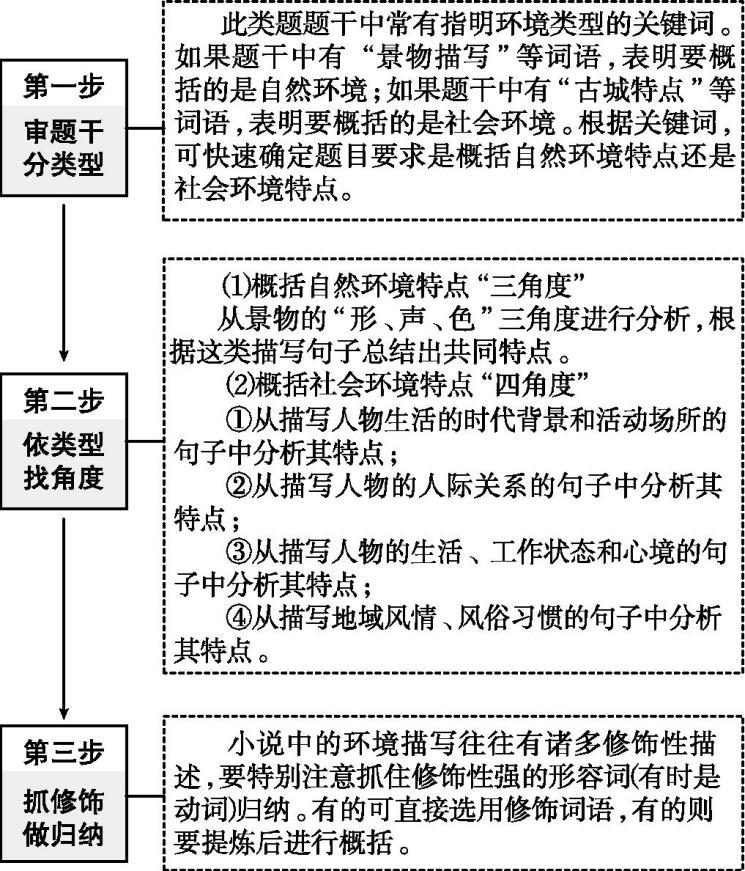 第一步
审题干
分类型
此类题题干中常有指明环境类型的关键词。
如果题干中有“景物描写”等词语,表明要概
括的是自然环境;如果题干中有“古城特点”等
词语,表明要概括的是社会环境。根据关键词,
可快速确定题目要求是概括自然环境特点还是
社会环境特点。
第二步
依类型
找角度
(1)概括自然环境特点“三角度”
从景物的“形、声、色”三角度进行分析,根
据这类描写句子总结出共同特点。
(2)概括社会环境特点“四角度”
①从描写人物生活的时代背景和活动场所的
句子中分析其特点;
②从描写人物的人际关系的句子中分析其
特点;
③从描写人物的生活、工作状态和心境的句
子中分析其特点;
④从描写地域风情、风俗习惯的句子中分析
其特点。
第三步
抓修饰
做归纳
小说中的环境描写往往有诸多修饰性描
述,要特别注意抓住修饰性强的形容词(有时是
动词)归纳。有的可直接选用修饰词语,有的则
要提炼后进行概括。